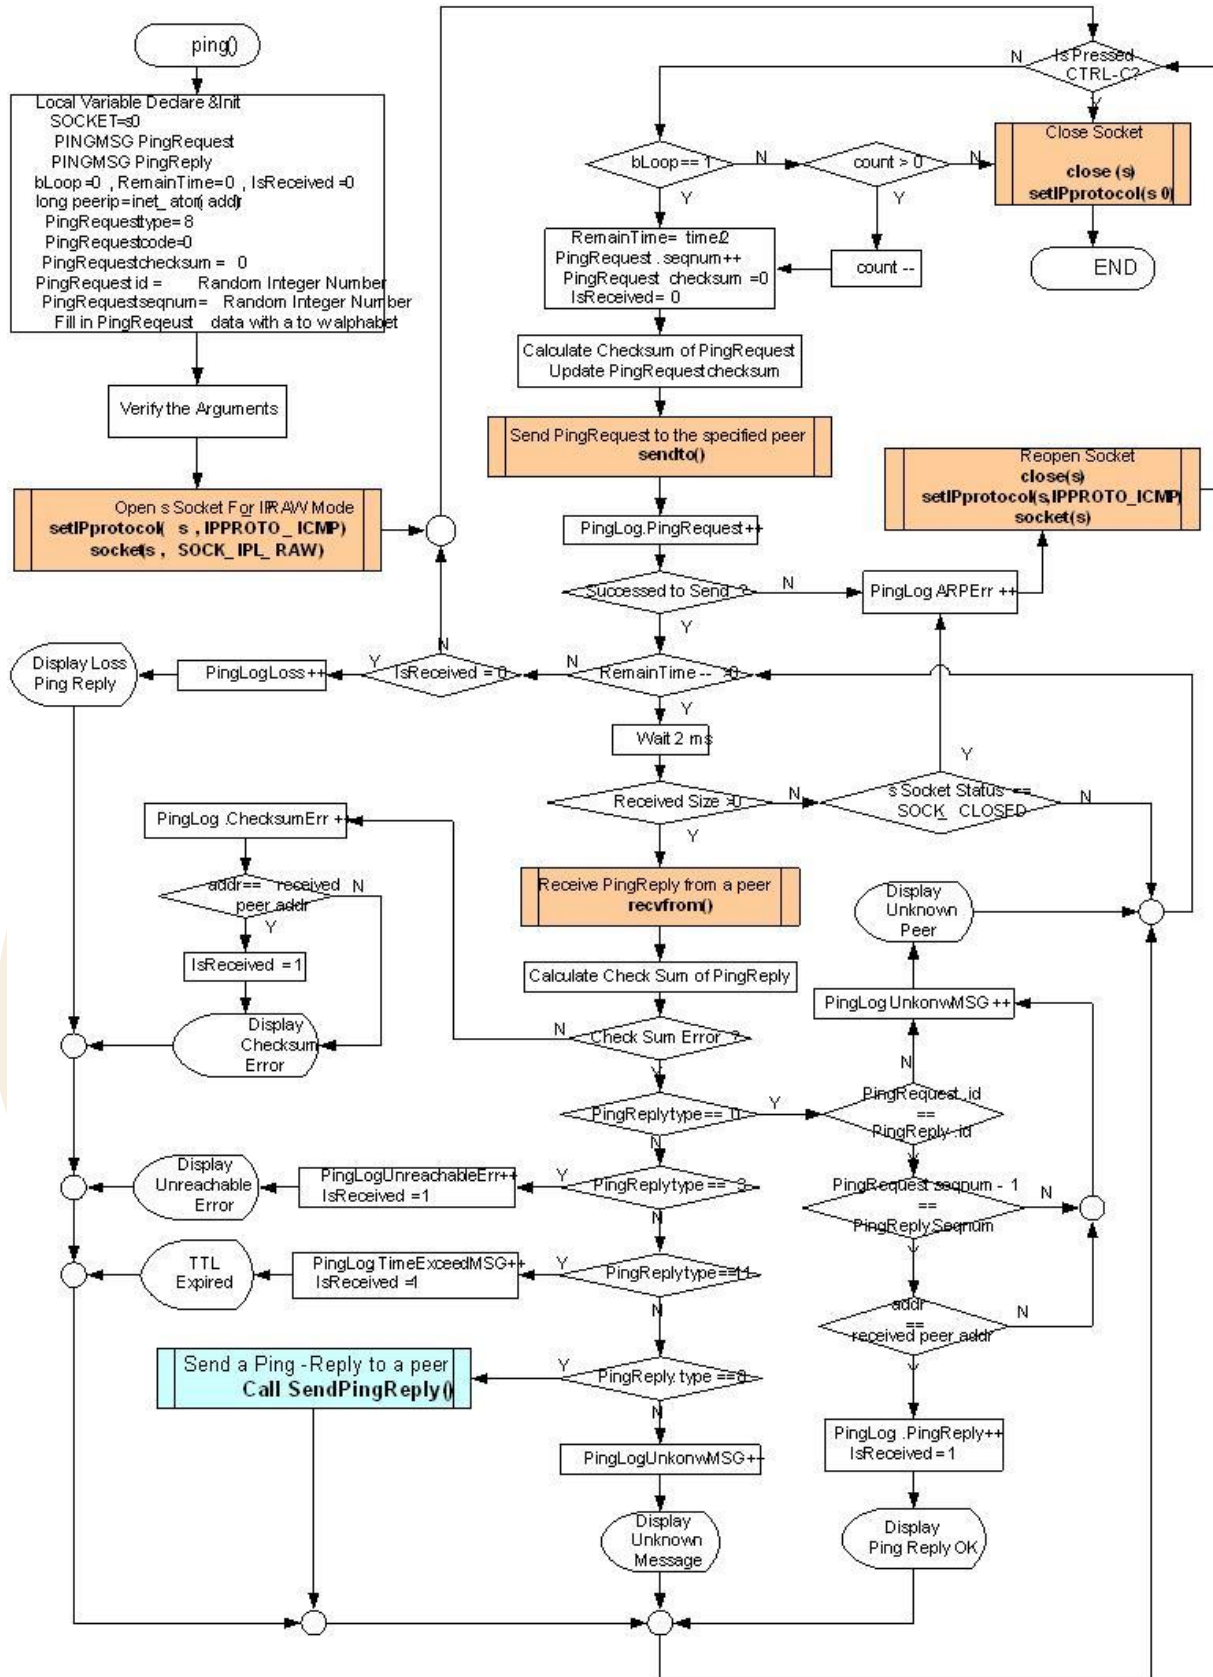 ping()
Local Variable Declare & Init
SOCKET=s0
PINGMSG PingRequest
PINGMSG PingReply
bLoop=0 , RemainTime=0 , IsReceived =0
long peerip=inet_ator( addr)
PingRequesttype= 8
PingRequestcode=0
PingRequestchecksum = 0
PingRequest id = Random Integer Number
PingRequestseqnum= Random Integer Number
Fill in PingReqeust data with a to walphabet
Verify the Arguments
Open s Socket For IPRAW Mode
setIPprotocol( s , IPPROTO_ ICMP)
socket(s , SOCK_ IPL_ RAW)
Is Pressed
CTRL-C?
N
Y
Close Socket
close (s)
setIPprotocol(s 0)
END
bLoop== 1
N
Y
count > 0
N
Y
count --
RemainTime= time/2
PingRequest . seqnum++
PingRequest checksum =0
IsReceived= 0
Calculate Checksum of PingRequest
Update PingRequestchecksum
Send PingRequest to the specified peer
sendto()
Reopen Socket
close(s)
setIPprotocol(s,IPPROTO_ICMP)
socket(s)
PingLog.PingRequest++
Successed to Send ?
N
Y
PingLog ARPErr ++
RemainTime -- >0
N
Y
IsReceived = 0
N
Y
PingLogLoss++
Display Loss
Ping Reply
Wait 2 ms
Received Size >0
N
Y
s Socket Status ==
SOCK_ CLOSED
Y
N
Receive PingReply from a peer
recvfrom()
PingLog .ChecksumErr ++
addr== received
peer addr
N
Y
IsReceived = 1
Display
Checksum
Error
Display
Unknown
Peer
Calculate Check Sum of PingReply
PingLog UnkonwMSG ++
Check Sum Error ?
N
Y
PingReplytype== 0
Y
N
PingRequest .id
==
PingReply .id
N
Y
PingReplytype== 3
Y
N
PingLogUnreachableErr++
IsReceived =1
Display
Unreachable
Error
PingRequest seqnum - 1
==
PingReplySeqnum
N
Y
PingReplytype==11
Y
N
PingLog TimeExceedMSG++
IsReceived =1
TTL
Expired
addr
==
received peer addr
N
Y
PingReply. type ==8
Y
N
Send a Ping -Reply to a peer
Call SendPingReply()
PingLog .PingReply++
IsReceived = 1
PingLogUnkonwMSG++
Display
Unknown
Message
Display
Ping Reply OK